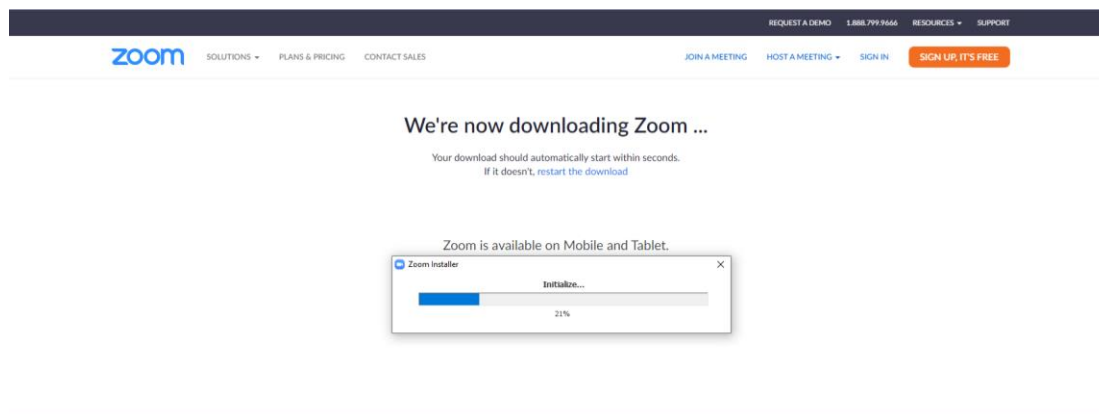 REQUEST A DEMO 1.888.799.9666 RESOURCES SUPPORT
zoom SOLUTIONS PLANS & PRICING CONTACT SALES JOIN A MEETING HOST A MEETING SIGN IN SIGN UP, IT'S FREE
We're now downloading Zoom ...
Your download should automatically start within seconds.
If it doesn't, restart the download
Zoom is available on Mobile and Tablet.
Zoom Installer
Initialize...
21%